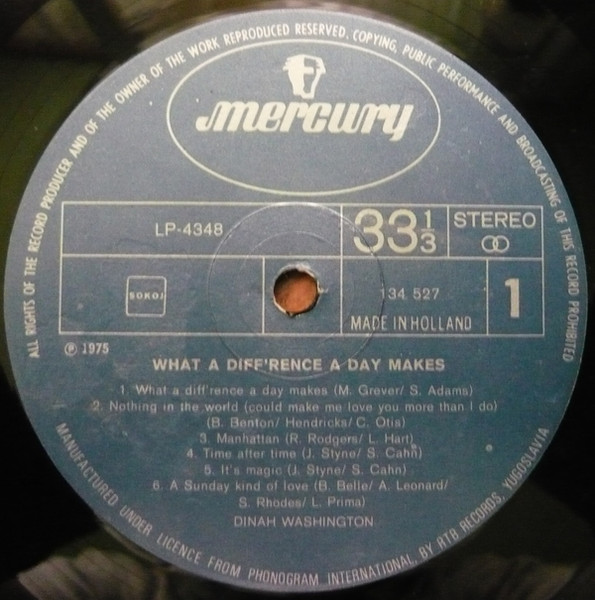 ALL RIGHTS OF THE RECORD PRODUCER AND OF THE OWNER OF THE WORK REPRODUCED RESERVED. COPYING, PUBLIC PERFORMANCE AND BROADCASTING OF THIS RECORD PROHIBITED
mercury
LP-4348
33 1/3
STEREO
SOKOJ
134 527
MADE IN HOLLAND
1
℗ 1975
WHAT A DIFF'RENCE A DAY MAKES
1. What a diff'rence a day makes (M. Grever/ S. Adams)
2. Nothing in the world (could make me love you more than I do)
(B. Benton/ Hendricks/ C. Otis)
3. Manhattan (R. Rodgers/ L. Hart)
4. Time after time (J. Styne/ S. Cahn)
5. It's magic (J. Styne/ S. Cahn)
6. A Sunday kind of love (B. Belle/ A. Leonard/
S. Rhodes/ L. Prima)
DINAH WASHINGTON
MANUFACTURED UNDER LICENCE FROM PHONOGRAM INTERNATIONAL, BY RTB RECORDS, YUGOSLAVIA